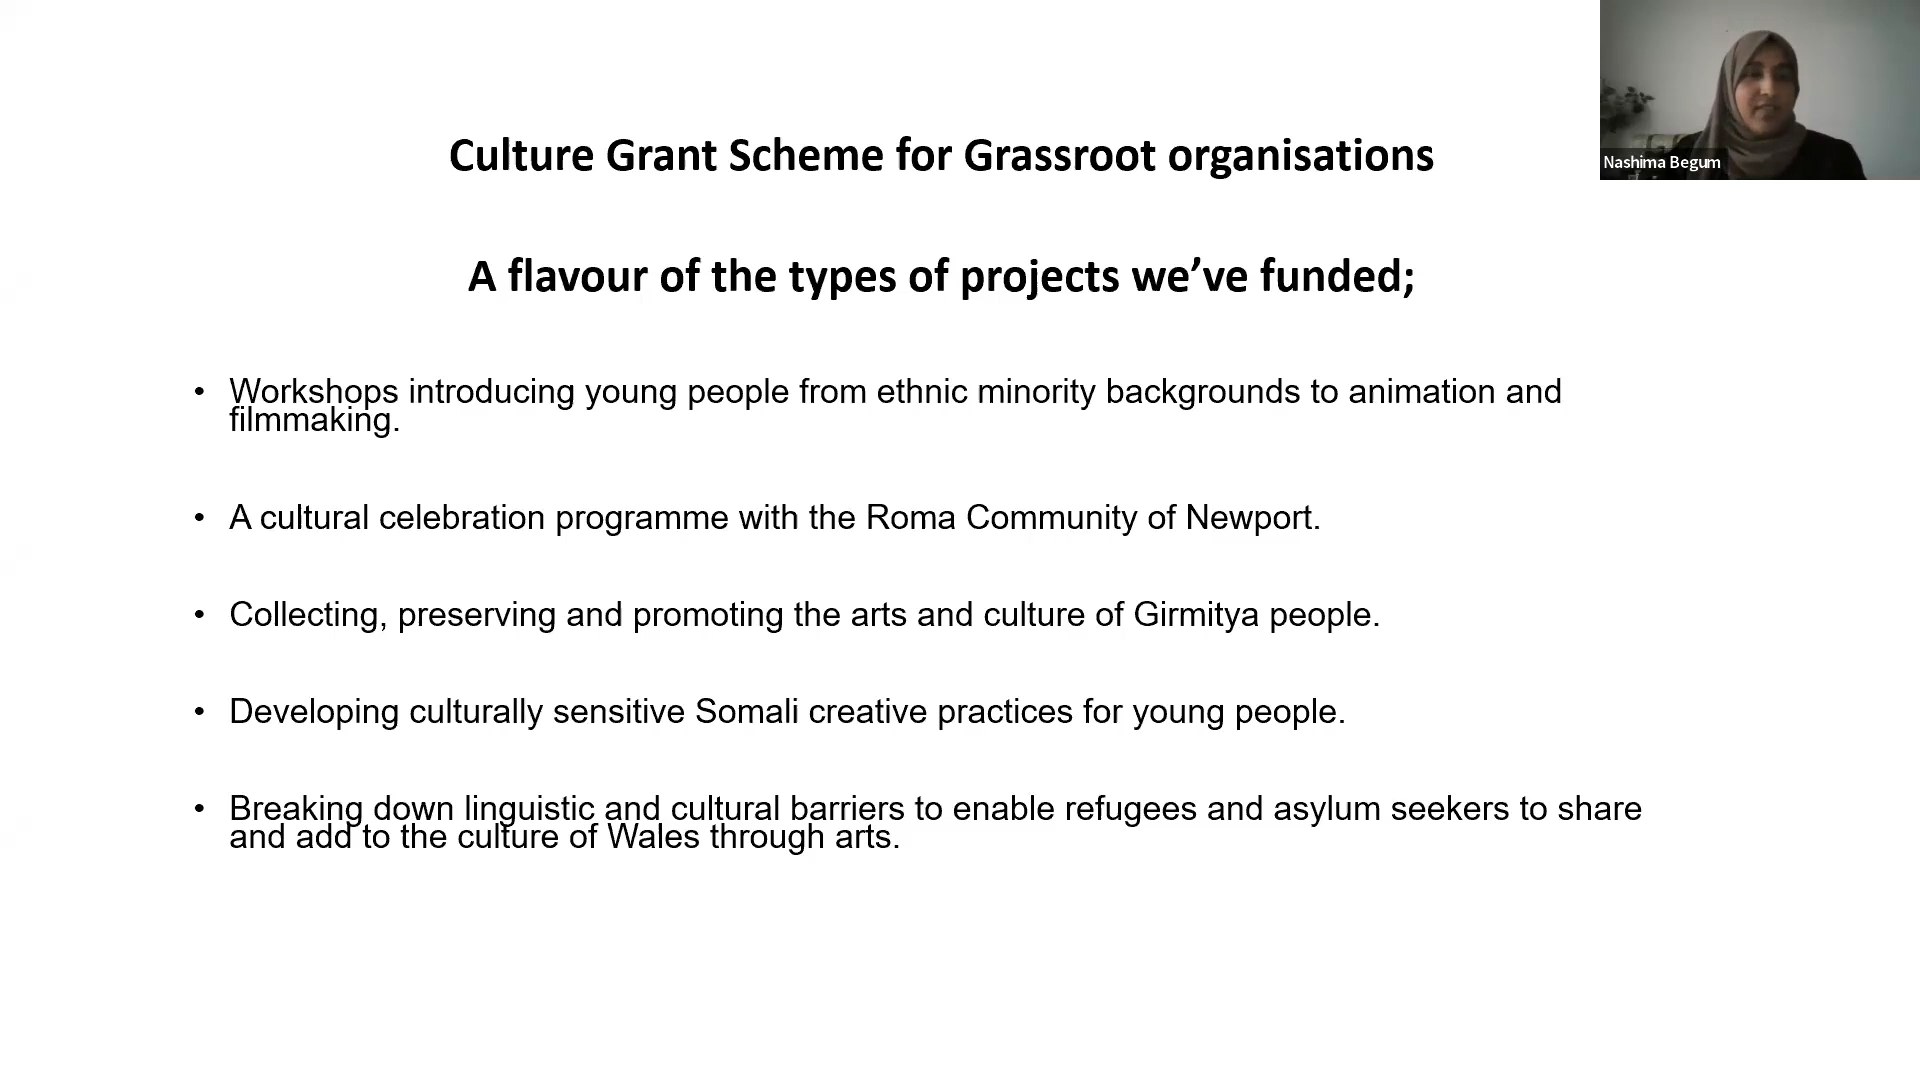 Culture Grant Scheme for Grassroot organisations
Nashima Begum
A flavour of the types of projects we’ve funded;
• Workshops introducing young people from ethnic minority backgrounds to animation and
filmmaking.
• A cultural celebration programme with the Roma Community of Newport.
• Collecting, preserving and promoting the arts and culture of Girmitya people.
• Developing culturally sensitive Somali creative practices for young people.
• Breaking down linguistic and cultural barriers to enable refugees and asylum seekers to share
and add to the culture of Wales through arts.